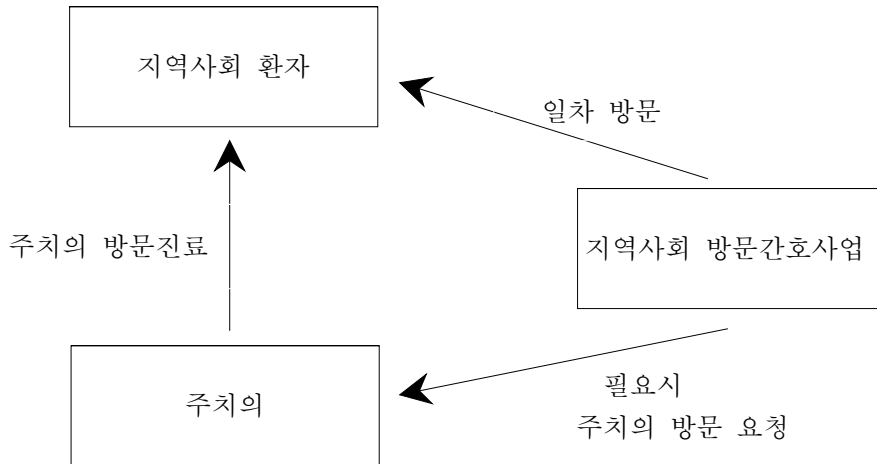 지역사회 환자
일차 방문
주치의 방문진료
지역사회 방문간호사업
주치의
필요시
주치의 방문 요청